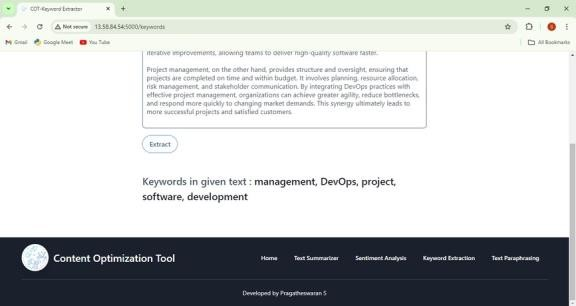 COT-Keyword Extractor
Not secure 13.58.84.54:5000/keywords
Gmail Google Meet You Tube All Bookmarks
iterative improvements, allowing teams to deliver high-quality software faster.
Project management, on the other hand, provides structure and oversight, ensuring that
projects are completed on time and within budget. It involves planning, resource allocation,
risk management, and stakeholder communication. By integrating DevOps practices with
effective project management, organizations can achieve greater agility, reduce bottlenecks,
and respond more quickly to changing market demands. This synergy ultimately leads to
more successful projects and satisfied customers.
Extract
Keywords in given text : management, DevOps, project,
software, development
Content Optimization Tool Home Text Summarizer Sentiment Analysis Keyword Extraction Text Paraphrasing
Developed by Pragatheswaran S